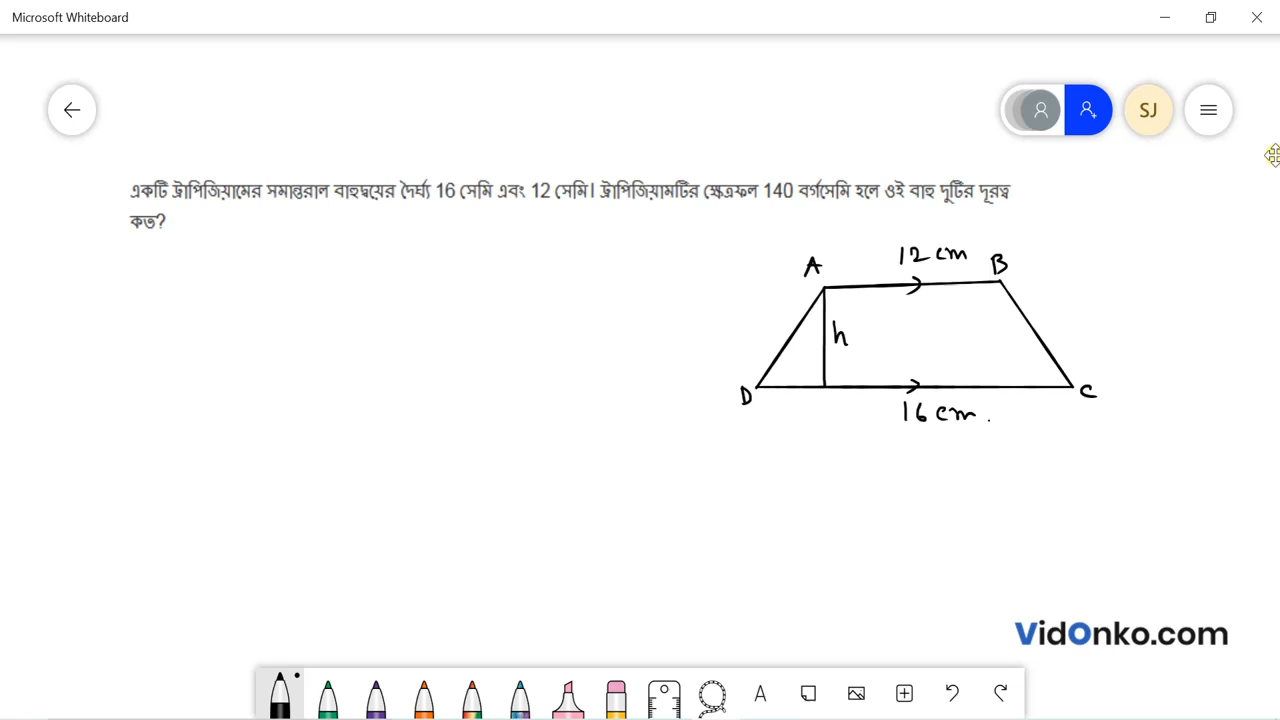 Microsoft Whiteboard
SJ
একটি ট্রাপিজিয়ামের সমান্তরাল বাহুদ্বয়ের দৈর্ঘ্য 16 সেমি এবং 12 সেমি। ট্রাপিজিয়ামটির ক্ষেত্রফল 140 বর্গসেমি হলে ওই বাহু দুটির দূরত্ব
কত?
A 12 cm B
h
D C
16 cm.
VidOnko.com
A